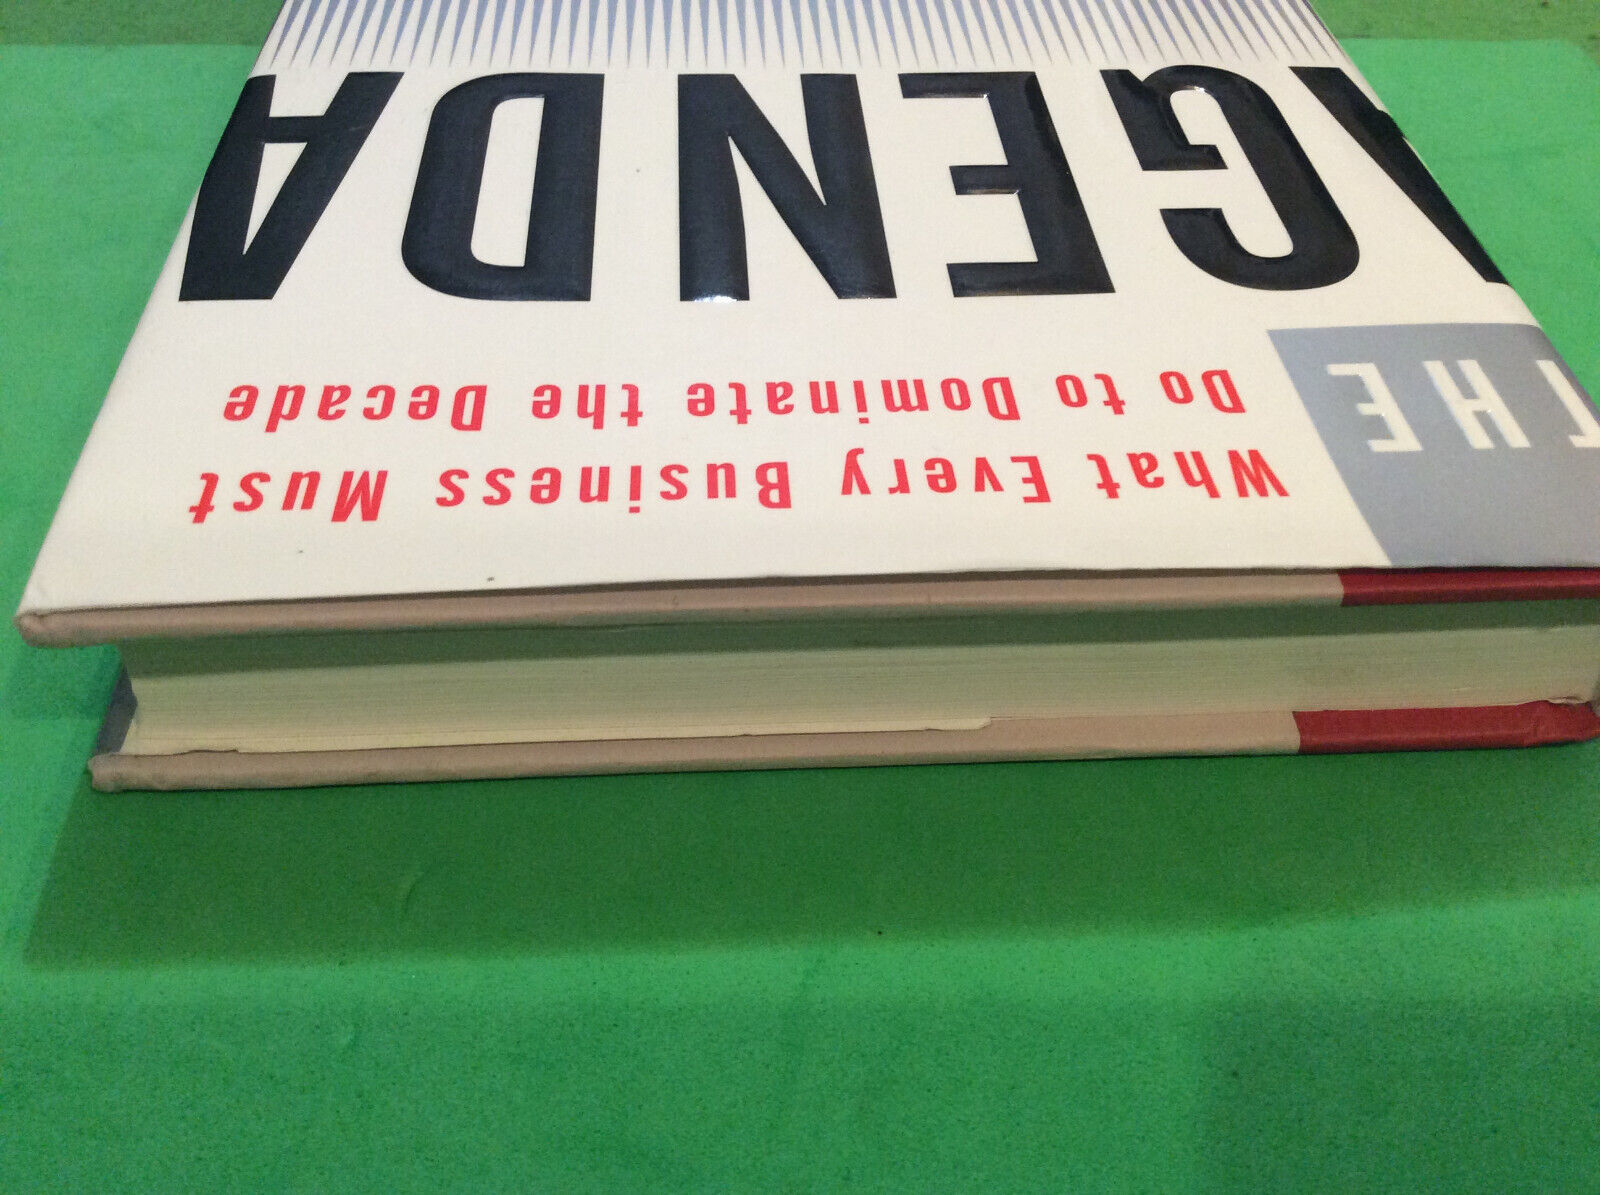 THE
What Every Business Must
Do to Dominate the Decade
AGENDA